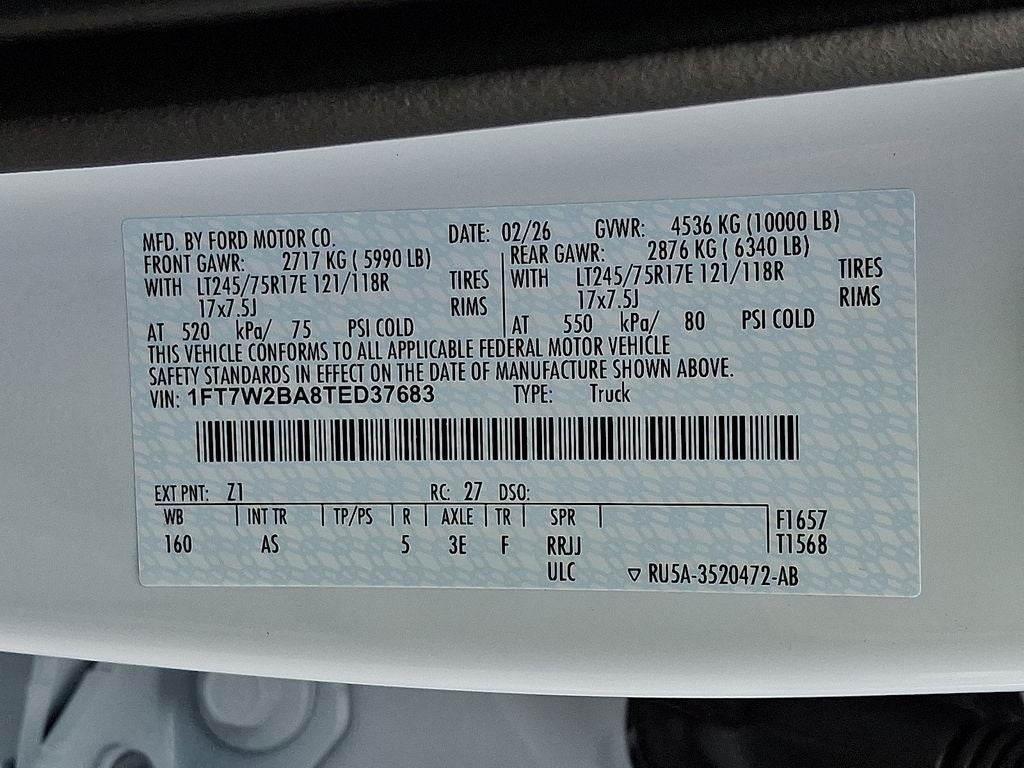 MFD. BY FORD MOTOR CO. DATE: 02/26 GVWR: 4536 KG (10000 LB)
FRONT GAWR: 2717 KG ( 5990 LB) REAR GAWR: 2876 KG ( 6340 LB)
WITH LT245/75R17E 121/118R TIRES WITH LT245/75R17E 121/118R TIRES
17x7.5J RIMS 17x7.5J RIMS
AT 520 kPa/ 75 PSI COLD AT 550 kPa/ 80 PSI COLD
THIS VEHICLE CONFORMS TO ALL APPLICABLE FEDERAL MOTOR VEHICLE
SAFETY STANDARDS IN EFFECT ON THE DATE OF MANUFACTURE SHOWN ABOVE.
VIN: 1FT7W2BA8TED37683 TYPE: Truck
EXT PNT: Z1 RC: 27 DSO:
WB INT TR TP/PS R AXLE TR SPR F1657
160 AS 5 3E F RRJJ T1568
ULC ▽ RU5A-3520472-AB